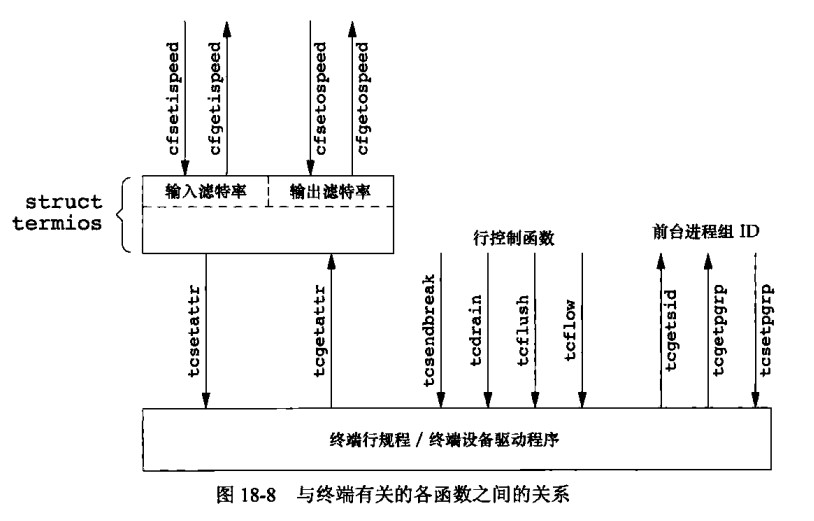 cfsetispeed
cfgetispeed
cfsetospeed
cfgetospeed
struct
termios
输入滤特率
输出滤特率
行控制函数
前台进程组 ID
tcsetattr
tcgetattr
tcsendbreak
tcdrain
tcflush
tcflow
tcgetsid
tcgetpgrp
tcsetpgrp
终端行规程 / 终端设备驱动程序
图 18-8 与终端有关的各函数之间的关系